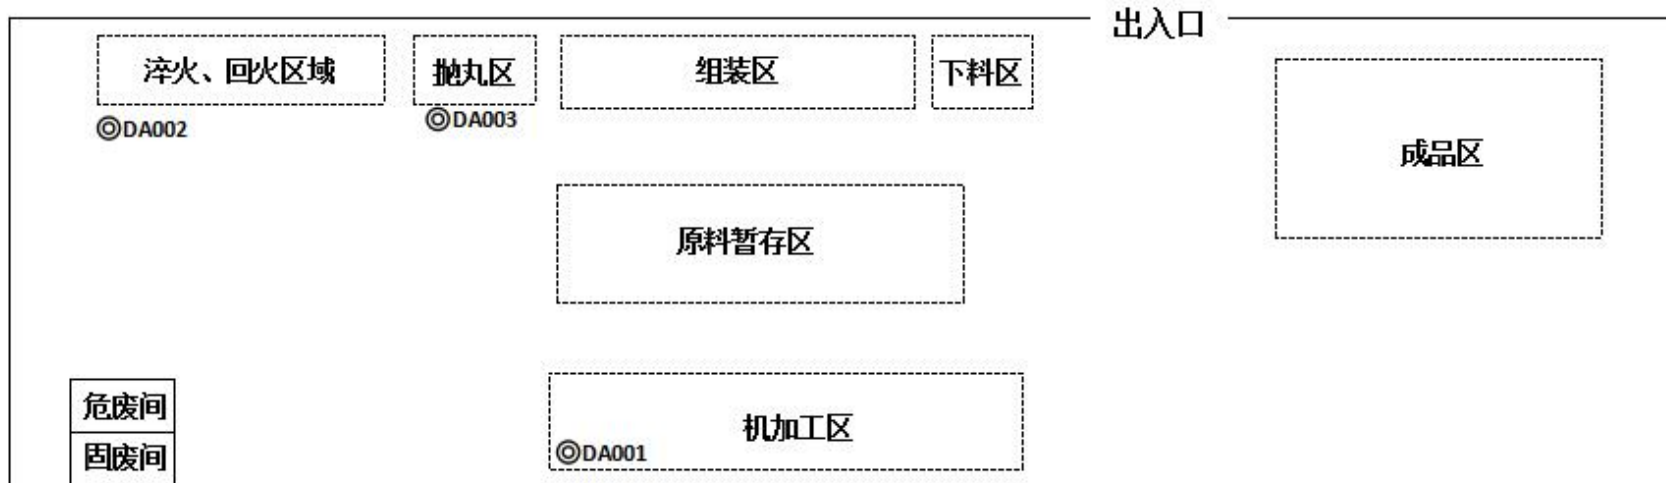 出入口
淬火、回火区域
抛丸区
组装区
下料区
◎DA002
◎DA003
成品区
原料暂存区
危废间
固废间
机加工区
◎DA001